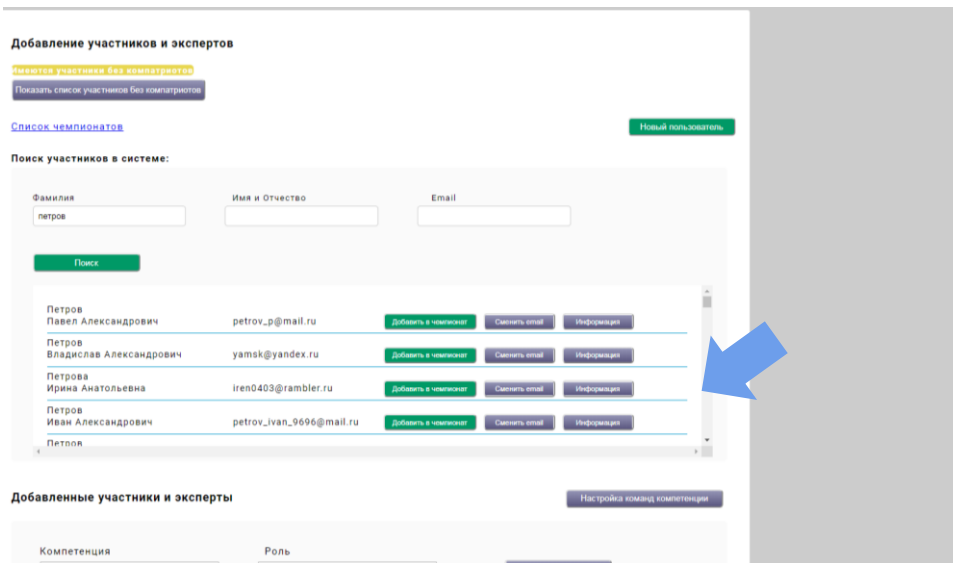 Добавление участников и экспертов
Имеются участники без компатриотов
Показать список участников без компатриотов
Список чемпионатов
Новый пользователь
Поиск участников в системе:
Фамилия Имя и Отчество Email
петров
Поиск
Петров
Павел Александрович petrov_p@mail.ru Добавить в чемпионат Сменить email Информация
Петров
Владислав Александрович yamsk@yandex.ru Добавить в чемпионат Сменить email Информация
Петрова
Ирина Анатольевна iren0403@rambler.ru Добавить в чемпионат Сменить email Информация
Петров
Иван Александрович petrov_ivan_9696@mail.ru Добавить в чемпионат Сменить email Информация
Петров
Добавленные участники и эксперты Настройка команд компетенции
Компетенция Роль